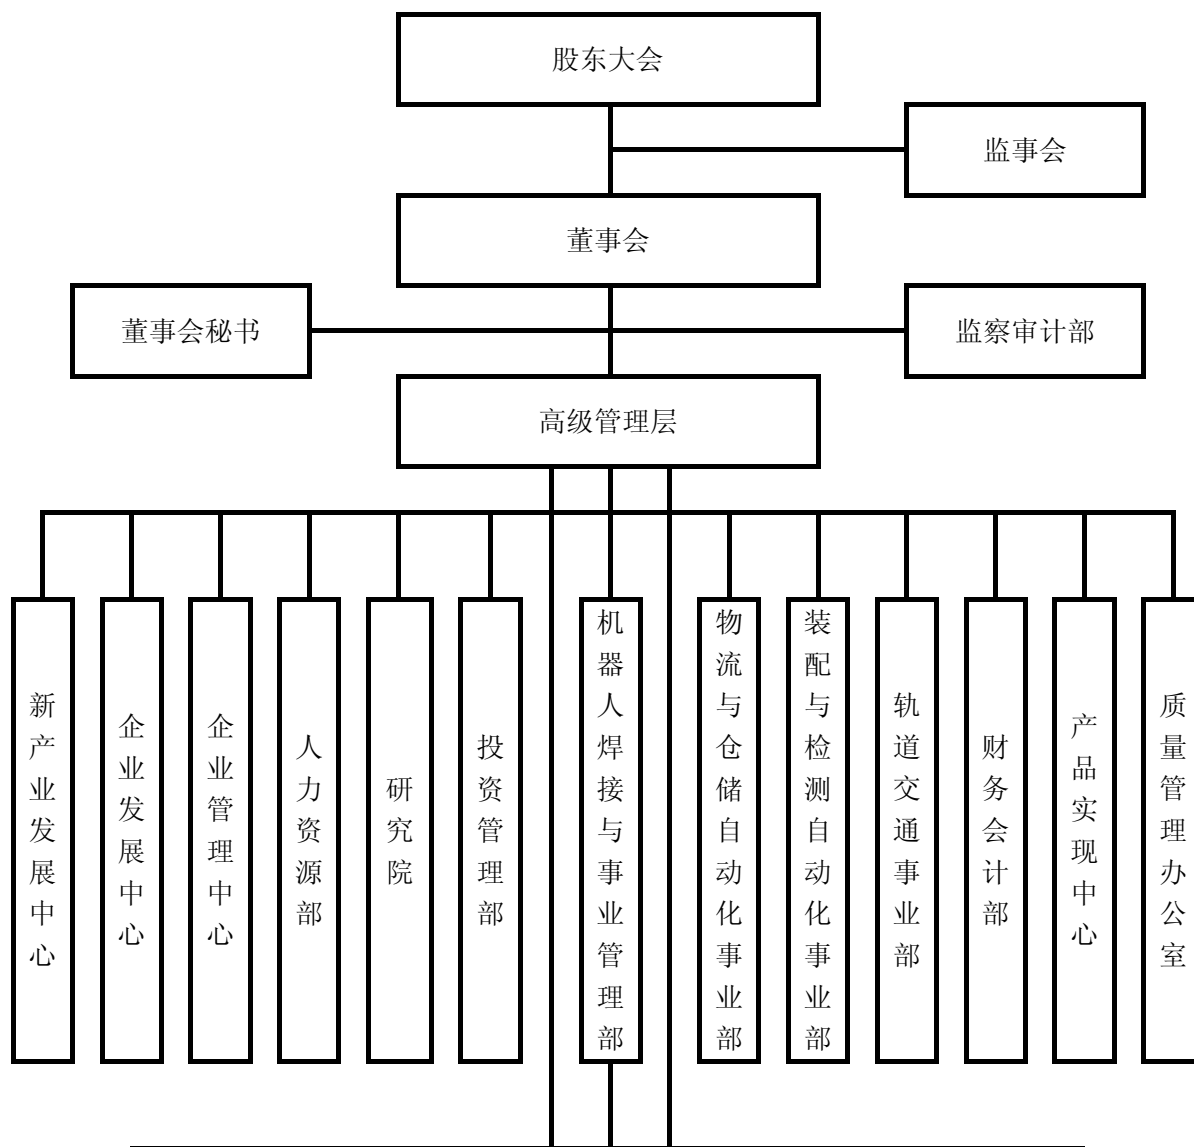 股东大会
监事会
董事会
董事会秘书
监察审计部
高级管理层
新产业发展中心
企业发展中心
企业管理中心
人力资源部
研究院
投资管理部
机器人焊接与事业管理部
物流与仓储自动化事业部
装配与检测自动化事业部
轨道交通事业部
财务会计部
产品实现中心
质量管理办公室